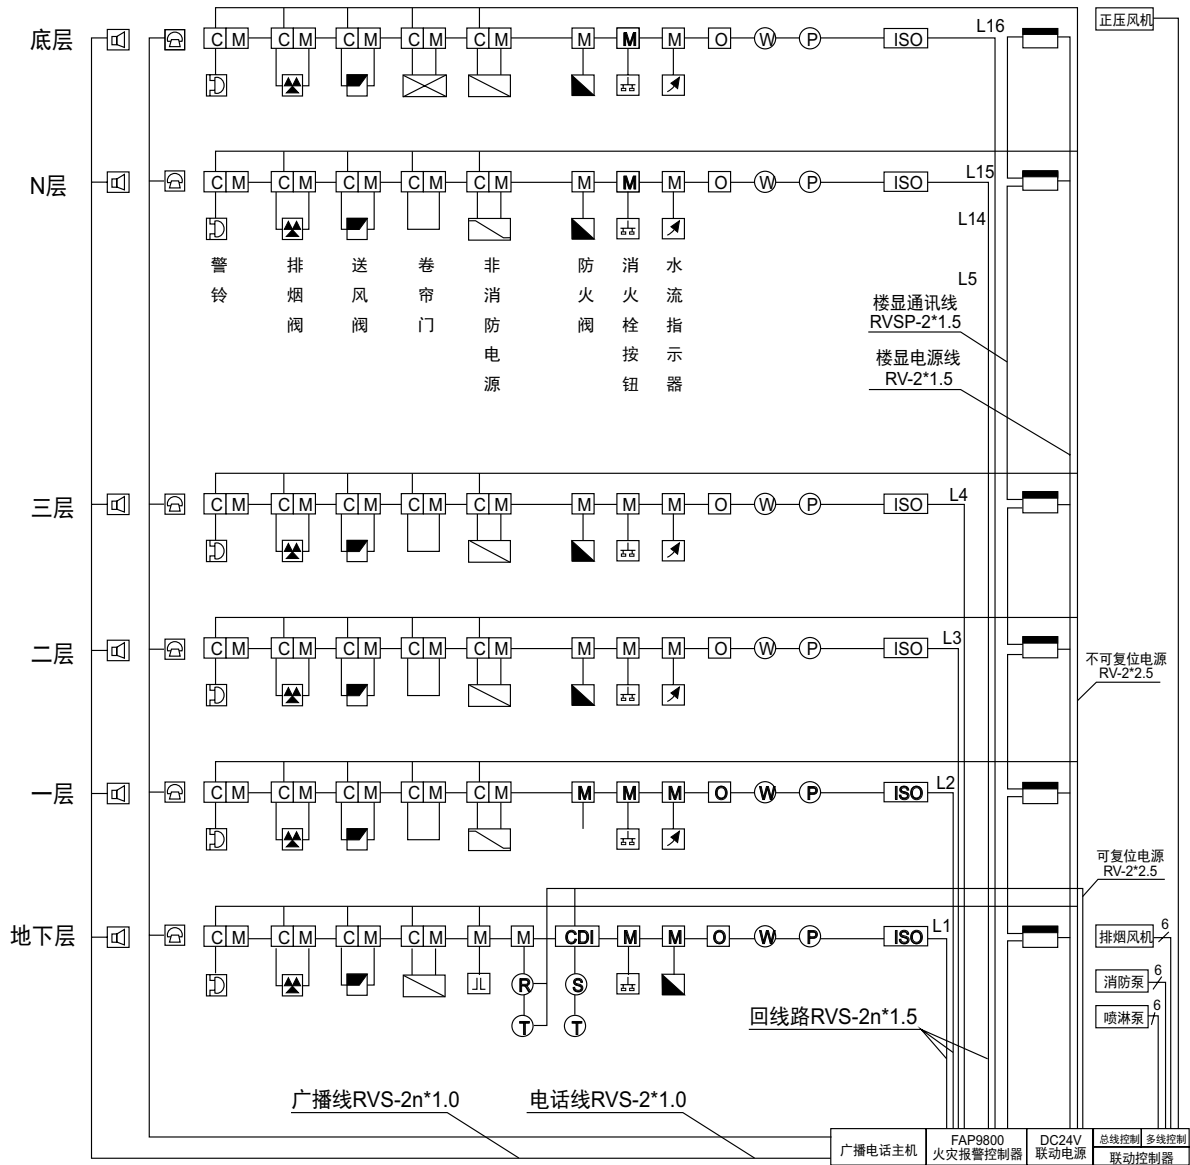 底层
C M C M C M C M C M M M M O W P ISO L16
正压风机
N层
C M C M C M C M C M M M M O W P ISO L15
L14
L5
警铃
排烟阀
送风阀
卷帘门
非消防电源
防火阀
消火栓按钮
水流指示器
楼显通讯线
RVSP-2*1.5
楼显电源线
RV-2*1.5
三层
C M C M C M C M C M M M M O W P ISO L4
二层
C M C M C M C M C M M M M O W P ISO L3
不可复位电源
RV-2*2.5
一层
C M C M C M C M C M M M M O W P ISO L2
可复位电源
RV-2*2.5
地下层
C M C M C M C M M M CDI M M O W P ISO L1
R S
T T
排烟风机 6
消防泵 6
喷淋泵 6
回线路RVS-2n*1.5
广播线RVS-2n*1.0
电话线RVS-2*1.0
广播电话主机
FAP9800
火灾报警控制器
DC24V
联动电源
总线控制 多线控制
联动控制器